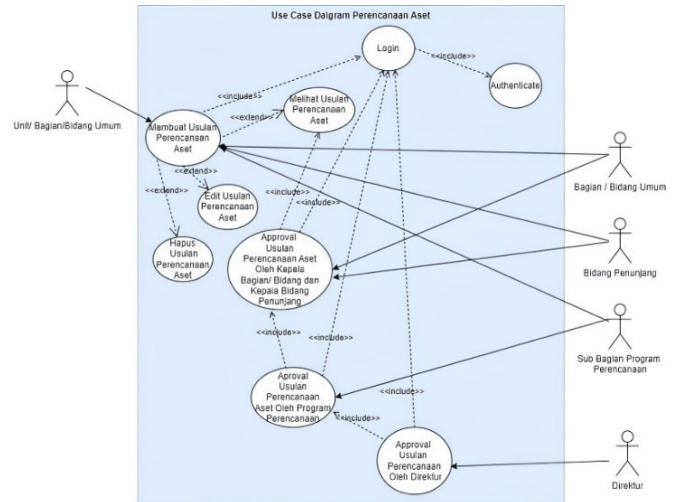 Use Case Daigram Perencanaan Aset
Login
<<include>>
Authenticate
Unit/ Bagian/Bidang Umum
<<include>>
Melihat Usulan
Perencanaan
Aset
<<extend>>
Membuat Usulan
Perencanaan
Aset
<<extend>>
<<extend>>
Edit Usulan
Perencanaan
Aset
Hapus
Usulan
Perencanaan
Aset
<<include>>
<<include>>
Bagian / Bidang Umum
Approval
Usulan
Perencanaan Aset
Oleh Kepala
Bagian/ Bidang dan
Kepala Bidang
Penunjang
Bidang Penunjang
<<include>>
<<include>>
Sub Bagian Program
Perencanaan
Aproval
Usulan
Perencanaan
Aset Oleh Program
Perencanaan
<<include>>
<<include>>
Approval
Usulan
Perencanaan
Oleh Direktur
Direktur